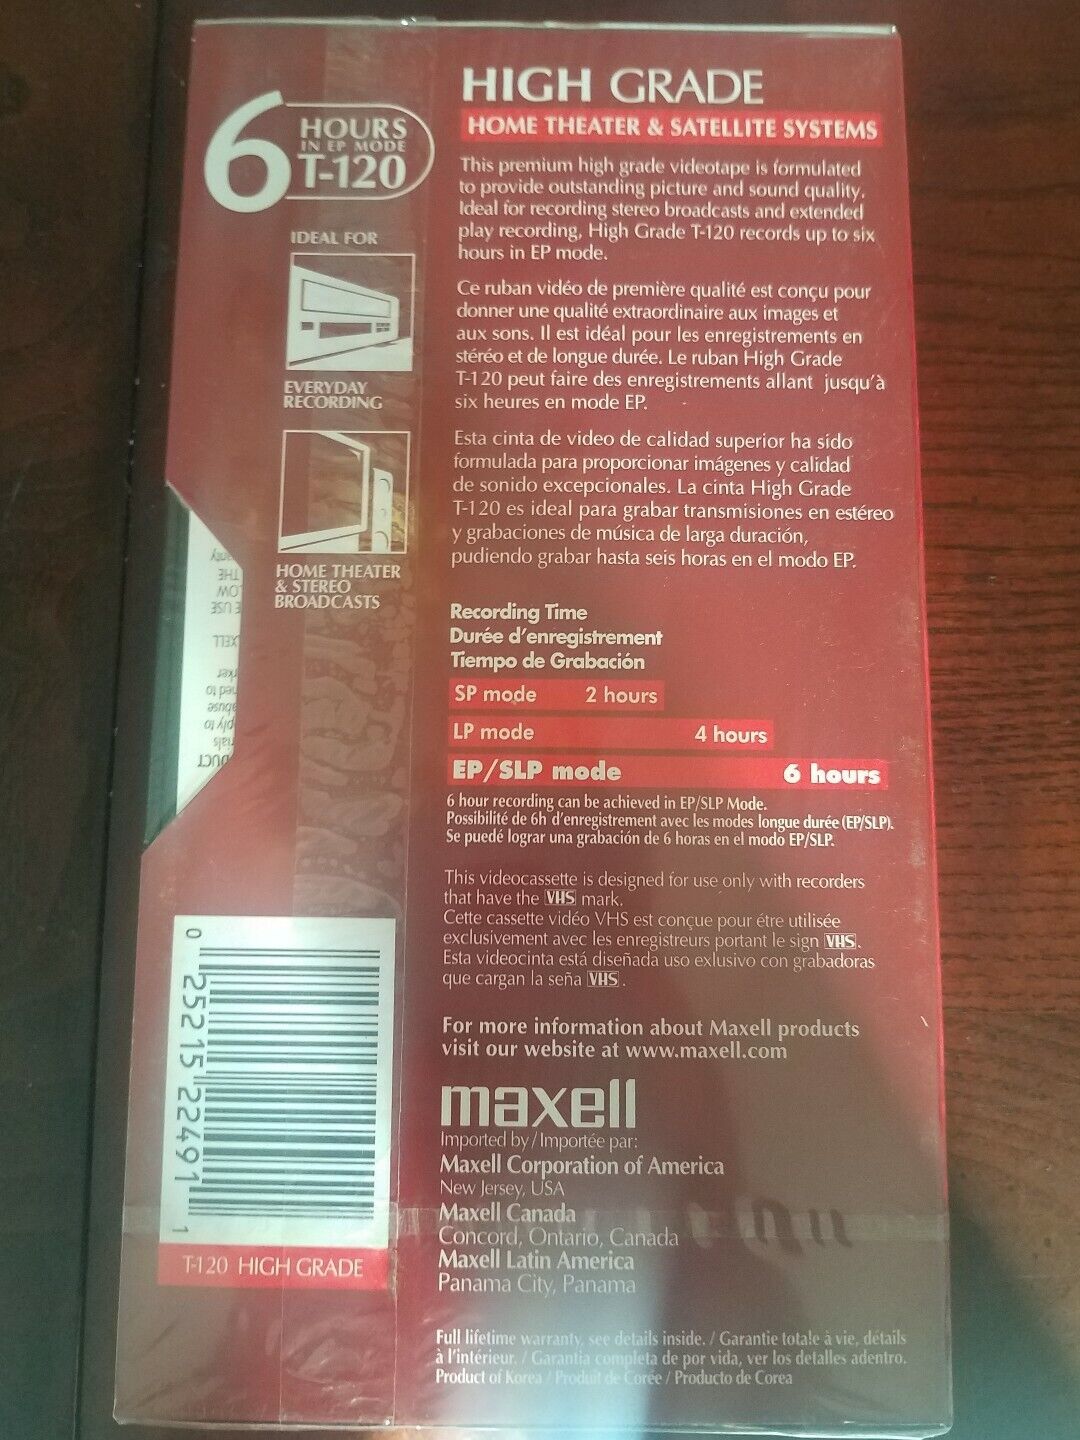 6 HOURS
IN EP MODE
T-120
IDEAL FOR
EVERYDAY
RECORDING
HOME THEATER
& STEREO
BROADCASTS
HIGH GRADE
HOME THEATER & SATELLITE SYSTEMS
This premium high grade videotape is formulated
to provide outstanding picture and sound quality.
Ideal for recording stereo broadcasts and extended
play recording, High Grade T-120 records up to six
hours in EP mode.
Ce ruban vidéo de première qualité est conçu pour
donner une qualité extraordinaire aux images et
aux sons. Il est idéal pour les enregistrements en
stéréo et de longue durée. Le ruban High Grade
T-120 peut faire des enregistrements allant jusqu'à
six heures en mode EP.
Esta cinta de video de calidad superior ha sído
formulada para proporcionar imágenes y calidad
de sonido excepcionales. La cinta High Grade
T-120 es ideal para grabar transmisiones en estéreo
y grabaciones de música de larga duración,
pudiendo grabar hasta seis horas en el modo EP.
Recording Time
Durée d'enregistrement
Tiempo de Grabación
SP mode 2 hours
LP mode 4 hours
EP/SLP mode 6 hours
6 hour recording can be achieved in EP/SLP Mode.
Possibilité de 6h d'enregistrement avec les modes longue durée (EP/SLP).
Se puedé lograr una grabación de 6 horas en el modo EP/SLP.
This videocassette is designed for use only with recorders
that have the VHS mark.
Cette cassette vidéo VHS est conçue pour étre utilisée
exclusivement avec les enregistreurs portant le sign VHS.
Esta videocinta está diseñada uso exlusivo con grabadoras
que cargan la seña VHS.
For more information about Maxell products
visit our website at www.maxell.com
maxell
Imported by / Importée par:
Maxell Corporation of America
New Jersey, USA
Maxell Canada
Concord, Ontario, Canada
Maxell Latin America
Panama City, Panama
Full lifetime warranty, see details inside. / Garantie totale à vie, détails
à l'intérieur. / Garantia completa de por vida, ver los detalles adentro.
Product of Korea / Produit de Corée / Producto de Corea
0 25215 22491 1
T-120 HIGH GRADE
THE
LOW
E USE
XELL
ned to
abuse
ply to
rials
DUCT